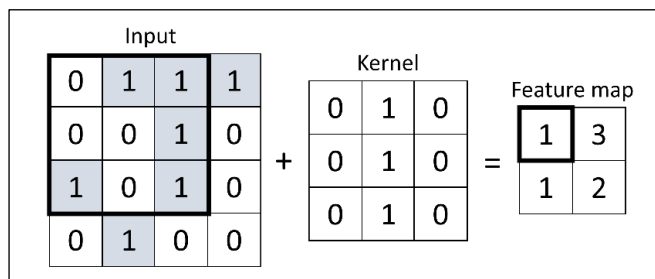 Input
0 1 1 1
0 0 1 0
1 0 1 0
0 1 0 0
+
Kernel
0 1 0
0 1 0
0 1 0
=
Feature map
1 3
1 2